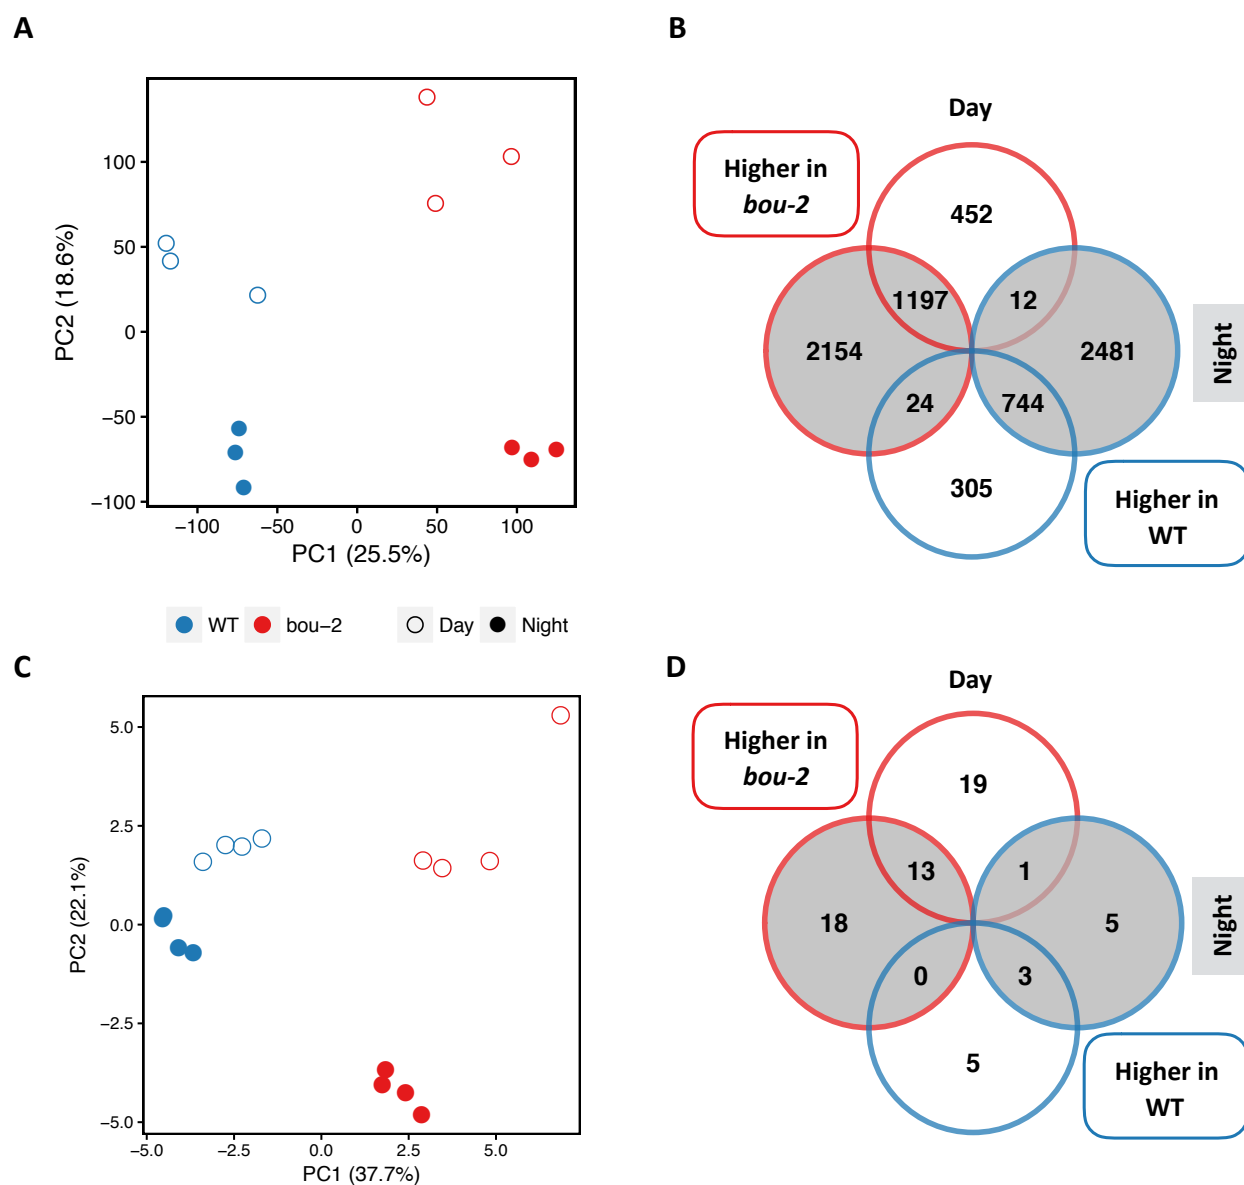 A
B
100
50
0
−50
−100
PC2 (18.6%)
−100 −50 0 50 100
PC1 (25.5%)
Day
Higher in
bou-2
452
1197 12
2154 2481
Night
24 744
305
Higher in
WT
WT bou−2 Day Night
C
D
5.0
2.5
0.0
−2.5
−5.0
PC2 (22.1%)
−5.0 −2.5 0.0 2.5 5.0
PC1 (37.7%)
Day
Higher in
bou-2
19
13 1
18 5
Night
0 3
5
Higher in
WT